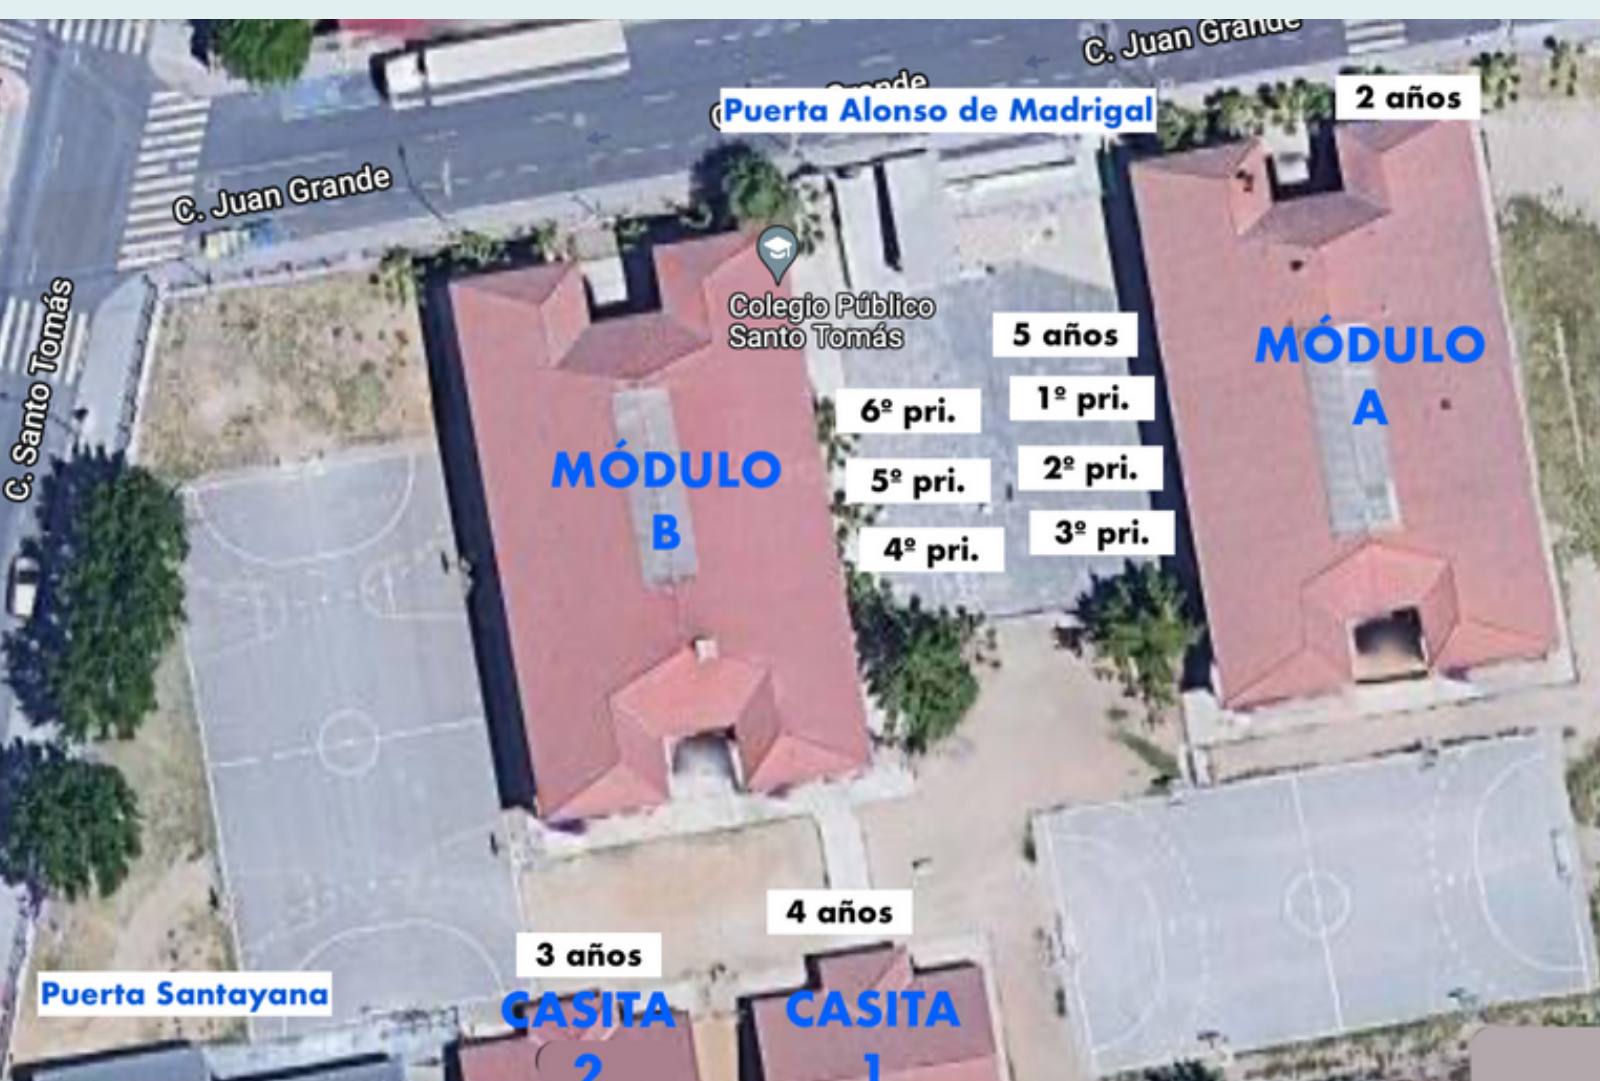 C. Juan Grande
Puerta Alonso de Madrigal
2 años
C. Juan Grande
Colegio Público
Santo Tomás
C. Santo Tomás
5 años
MÓDULO
A
6º pri.
1º pri.
MÓDULO
B
5º pri.
2º pri.
4º pri.
3º pri.
4 años
3 años
Puerta Santayana
CASITA
2
CASITA
1